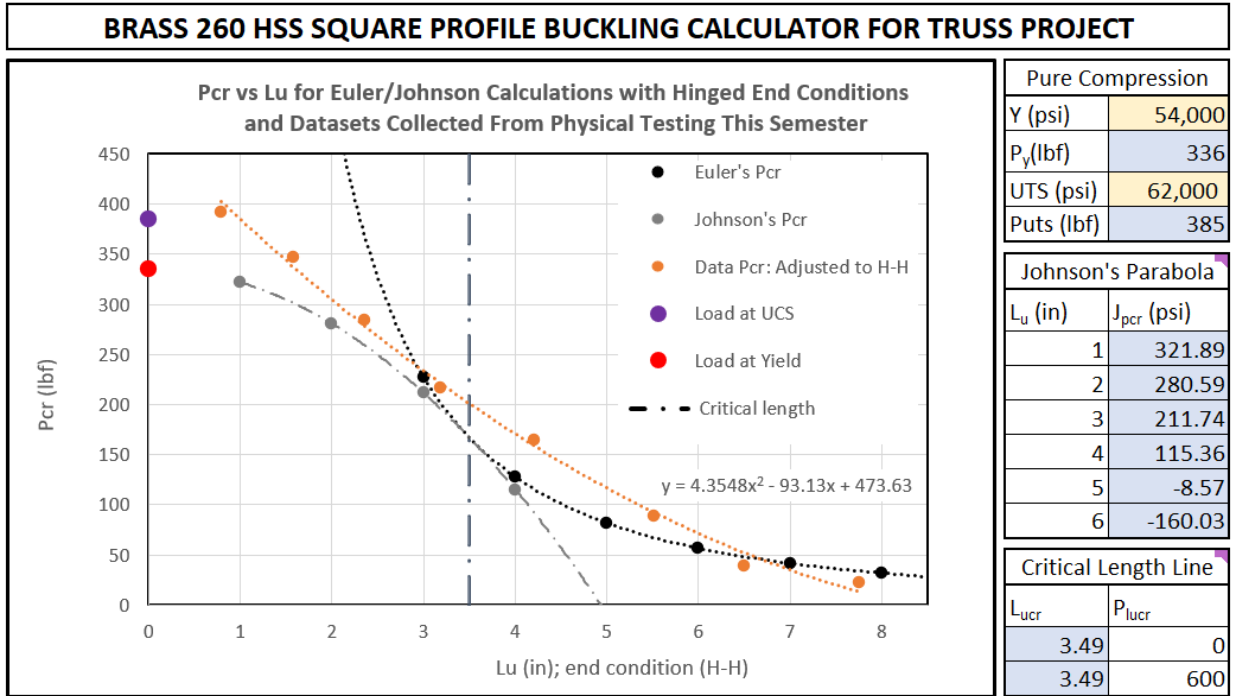 BRASS 260 HSS SQUARE PROFILE BUCKLING CALCULATOR FOR TRUSS PROJECT
Pcr vs Lu for Euler/Johnson Calculations with Hinged End Conditions
and Datasets Collected From Physical Testing This Semester
450
400
350
300
250
200
150
100
50
0
Pcr (lbf)
Euler's Pcr
Johnson's Pcr
Data Pcr: Adjusted to H-H
Load at UCS
Load at Yield
Critical length
y = 4.3548x² - 93.13x + 473.63
0 1 2 3 4 5 6 7 8
Lu (in); end condition (H-H)
Pure Compression
Y (psi) 54,000
Py(lbf) 336
UTS (psi) 62,000
Puts (lbf) 385
Johnson's Parabola
Lu (in) Jpcr (psi)
1 321.89
2 280.59
3 211.74
4 115.36
5 -8.57
6 -160.03
Critical Length Line
Lucr Plucr
3.49 0
3.49 600